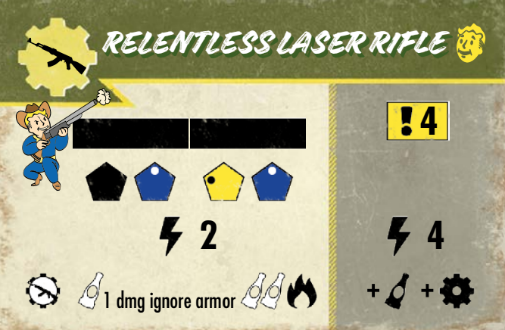 RELENTLESS LASER RIFLE
! 4
2
4
1 dmg ignore armor
+ +